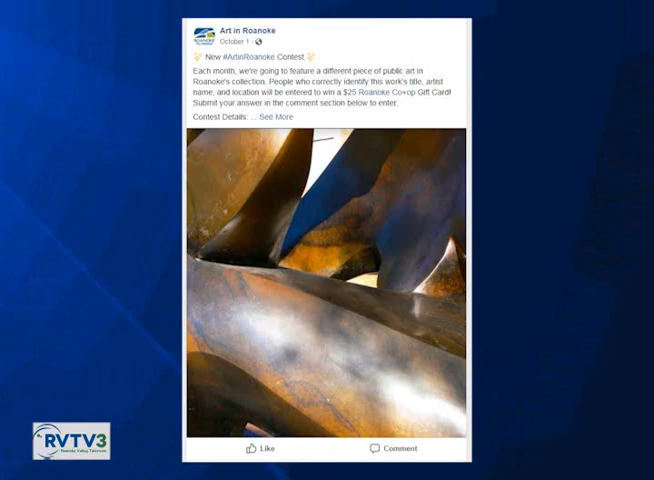 Art in Roanoke
October 1 ·
New #ArtinRoanoke Contest
Each month, we're going to feature a different piece of public art in
Roanoke's collection. People who correctly identify this work's title, artist
name, and location will be entered to win a $25 Roanoke Co+op Gift Card!
Submit your answer in the comment section below to enter.
Contest Details: ... See More
Like Comment
RVTV3
Roanoke Valley Television